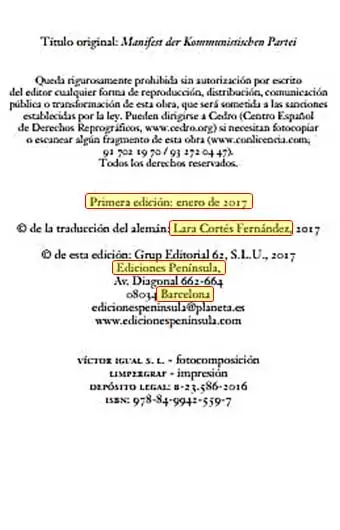 Título original: Manifest der Kommunistischen Partei
Queda rigurosamente prohibida sin autorización por escrito
del editor cualquier forma de reproducción, distribución, comunicación
pública o transformación de esta obra, que será sometida a las sanciones
establecidas por la ley. Pueden dirigirse a Cedro (Centro Español
de Derechos Reprográficos, www.cedro.org) si necesitan fotocopiar
o escanear algún fragmento de esta obra (www.conlicencia.com;
91 702 19 70 / 93 272 04 47).
Todos los derechos reservados.
Primera edición: enero de 2017
© de la traducción del alemán: Lara Cortés Fernández, 2017
© de esta edición: Grup Editorial 62, S.L.U., 2017
Ediciones Península,
Av. Diagonal 662-664
08034 Barcelona
edicionespeninsula@planeta.es
www.edicionespeninsula.com
VÍCTOR IGUAL S. L. - fotocomposición
LIMPERGRAF - impresión
DEPÓSITO LEGAL: B-23.586-2016
ISBN: 978-84-9942-559-7